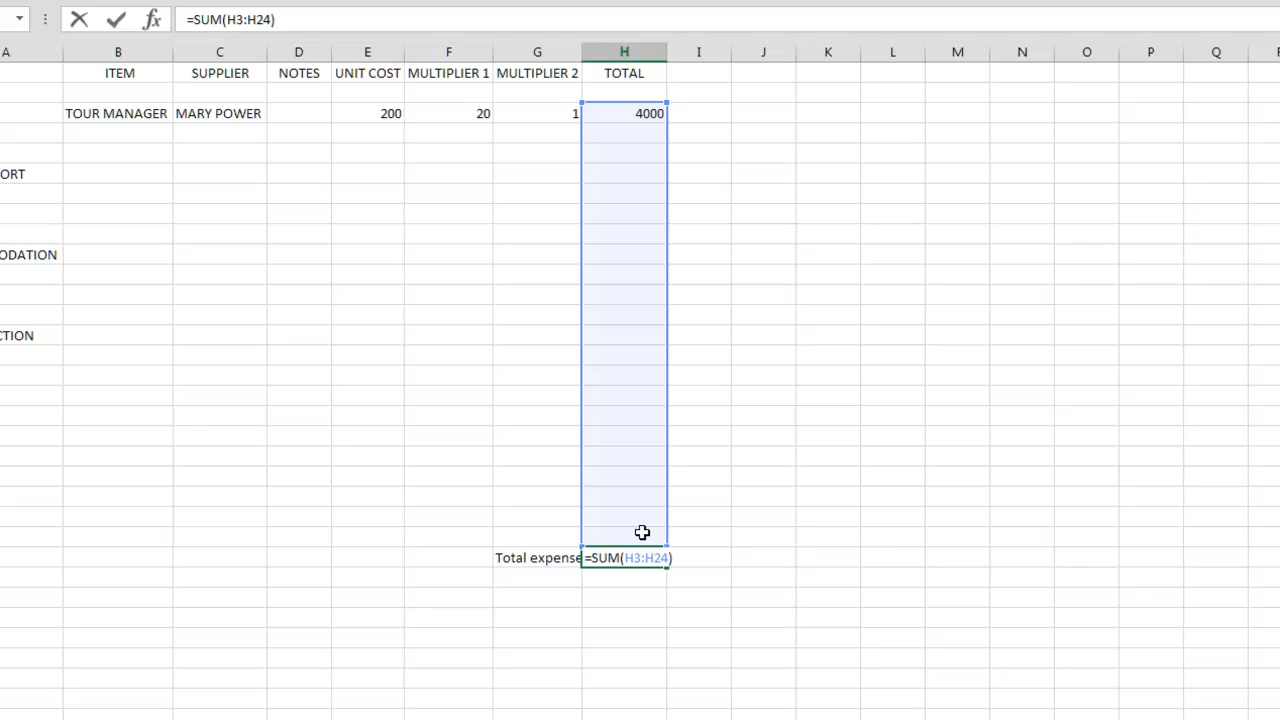 fx =SUM(H3:H24)
A B C D E F G H I J K L M N O P Q
ITEM SUPPLIER NOTES UNIT COST MULTIPLIER 1 MULTIPLIER 2 TOTAL
TOUR MANAGER MARY POWER 200 20 1 4000
ORT
ODATION
CTION
Total expense =SUM(H3:H24)